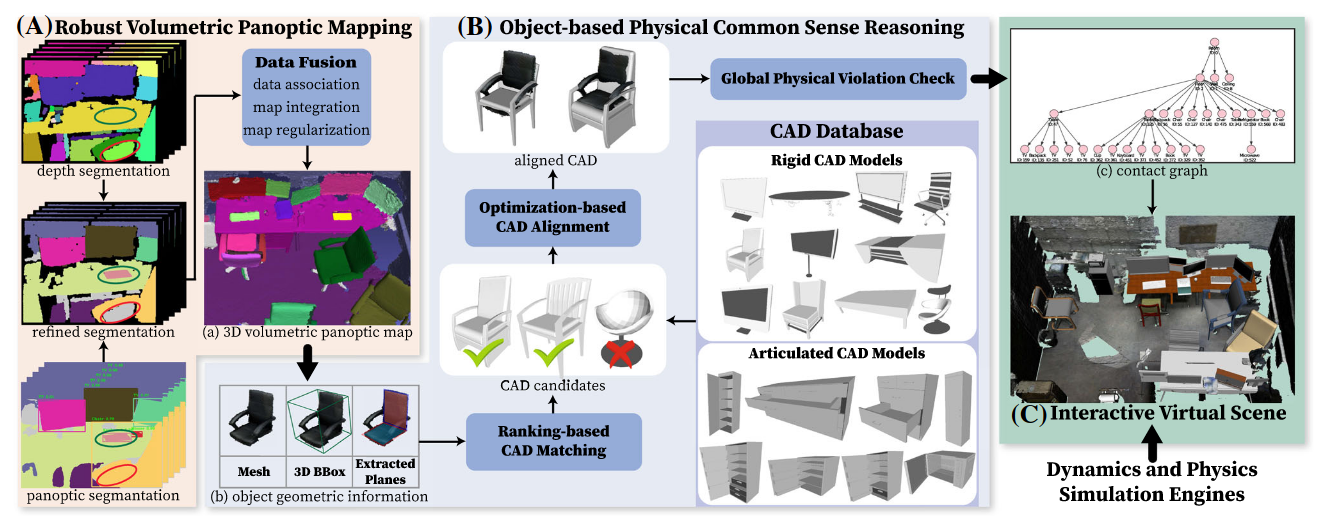 (A) Robust Volumetric Panoptic Mapping
depth segmentation
refined segmentation
panoptic segmantation
Data Fusion
data association
map integration
map regularization
(a) 3D volumetric panoptic map
(B) Object-based Physical Common Sense Reasoning
Mesh
3D BBox
Extracted
Planes
(b) object geometric information
Ranking-based
CAD Matching
CAD candidates
Optimization-based
CAD Alignment
aligned CAD
Global Physical Violation Check
CAD Database
Rigid CAD Models
Articulated CAD Models
(c) contact graph
(C) Interactive Virtual Scene
Dynamics and Physics
Simulation Engines